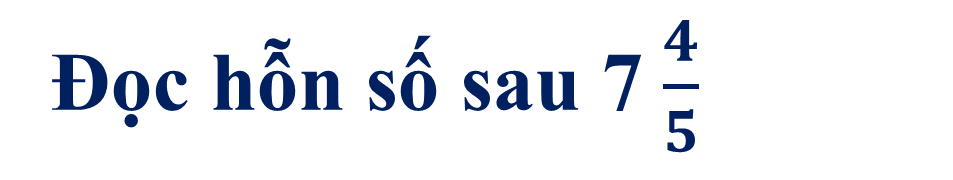 Đọc hỗn số sau 7 4/5